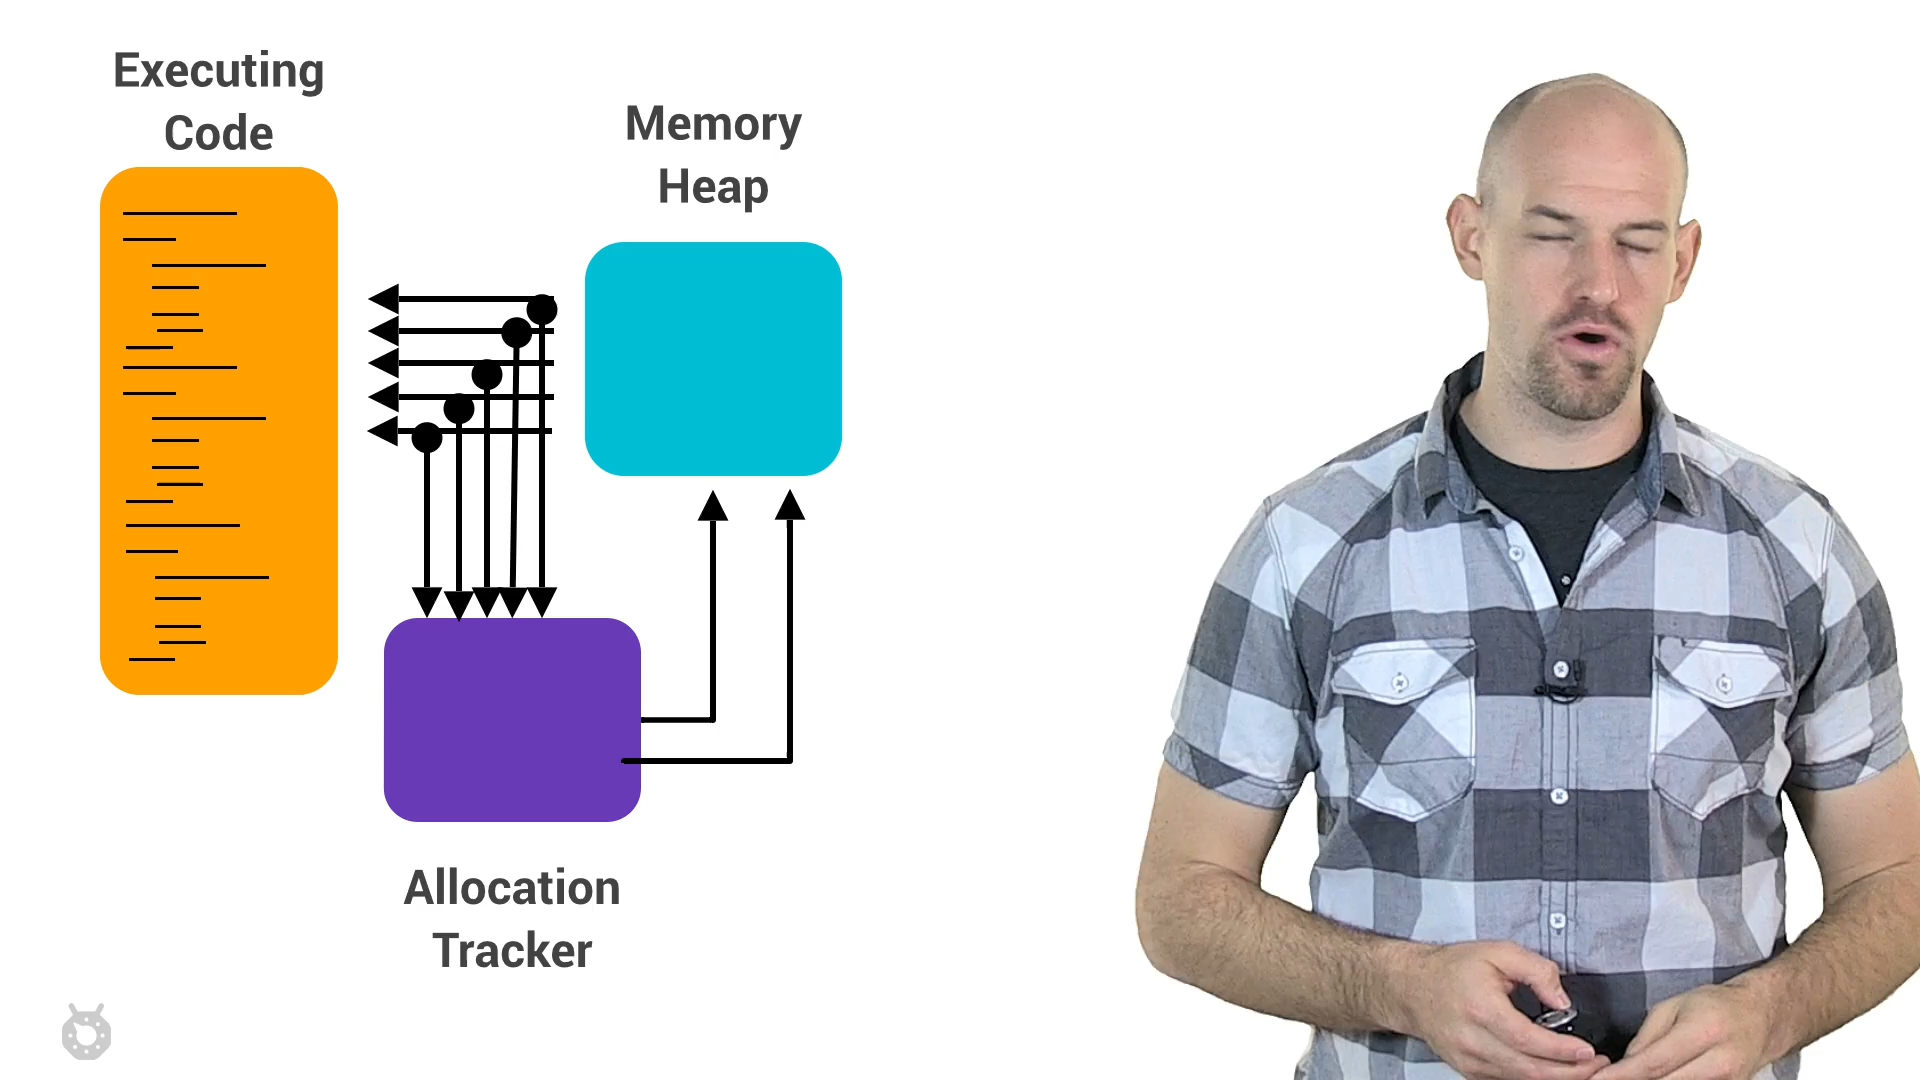 Executing
Code
Memory
Heap
Allocation
Tracker